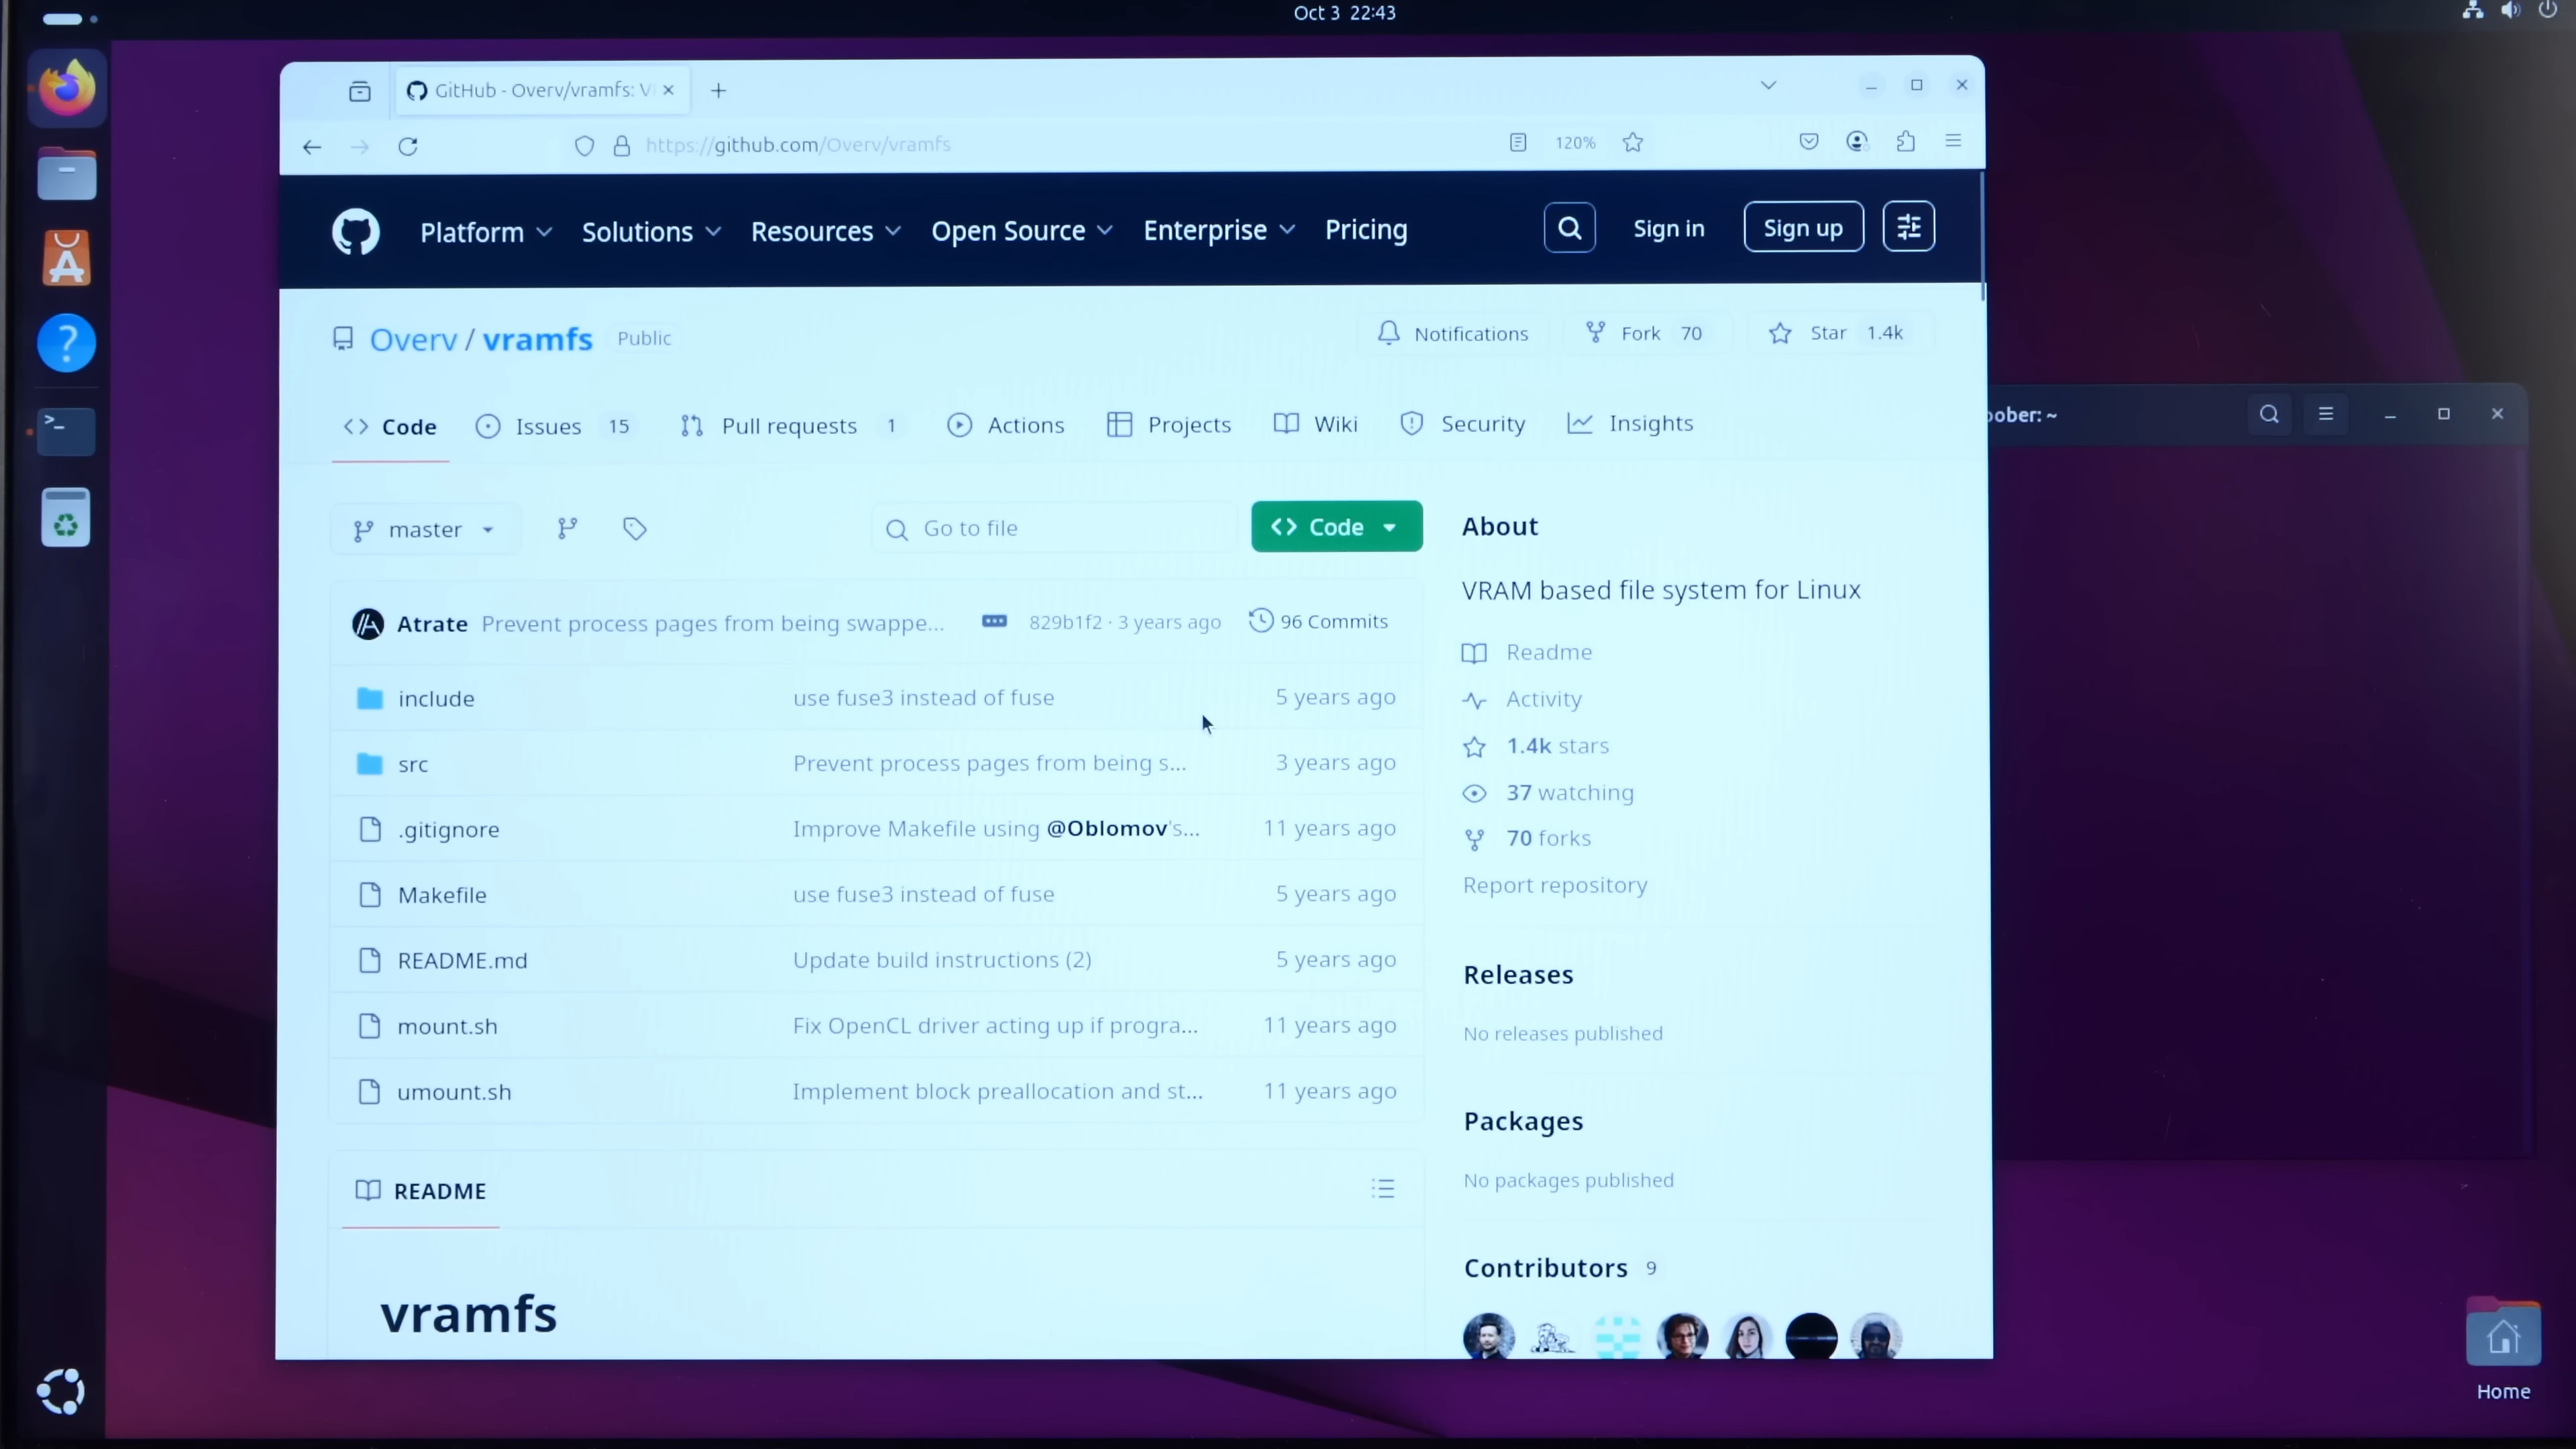 Oct 3 22:43
GitHub - Overv/vramfs: V
https://github.com/Overv/vramfs
120%
Platform Solutions Resources Open Source Enterprise Pricing Sign in Sign up
Overv / vramfs Public
Notifications Fork 70 Star 1.4k
Code Issues 15 Pull requests 1 Actions Projects Wiki Security Insights
master Go to file Code
Atrate Prevent process pages from being swappe... 829b1f2 · 3 years ago 96 Commits
include use fuse3 instead of fuse 5 years ago
src Prevent process pages from being s... 3 years ago
.gitignore Improve Makefile using @Oblomov's... 11 years ago
Makefile use fuse3 instead of fuse 5 years ago
README.md Update build instructions (2) 5 years ago
mount.sh Fix OpenCL driver acting up if progra... 11 years ago
umount.sh Implement block preallocation and st... 11 years ago
README
vramfs
About
VRAM based file system for Linux
Readme
Activity
1.4k stars
37 watching
70 forks
Report repository
Releases
No releases published
Packages
No packages published
Contributors 9
ober: ~
Home